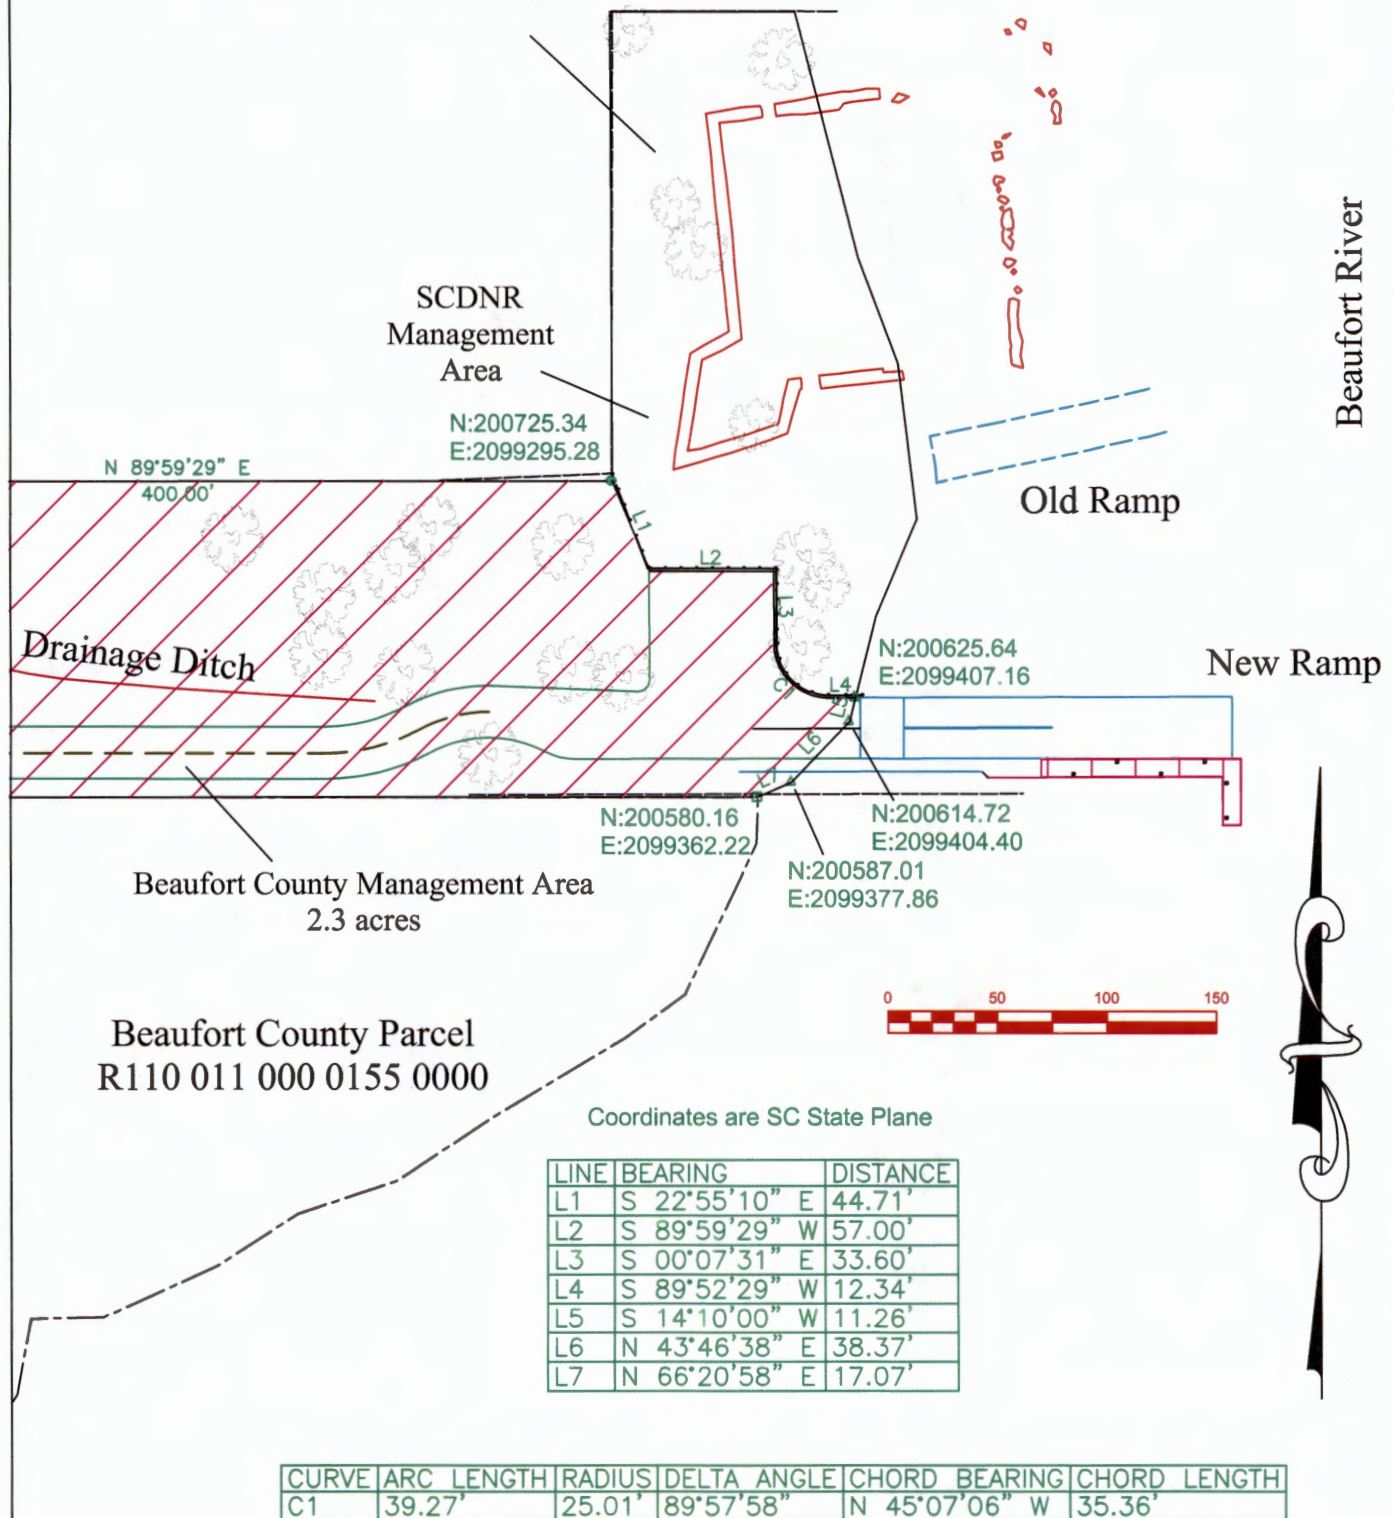 SCDNR
Management
Area
Beaufort River
N:200725.34
E:2099295.28
N 89°59'29" E
400.00'
L1
Old Ramp
L2
L3
Drainage Ditch
N:200625.64
E:2099407.16
New Ramp
C1
L4
L5
L6
L7
N:200580.16
E:2099362.22
N:200614.72
E:2099404.40
N:200587.01
E:2099377.86
Beaufort County Management Area
2.3 acres
0 50 100 150
Beaufort County Parcel
R110 011 000 0155 0000
Coordinates are SC State Plane
LINE BEARING DISTANCE
L1 S 22°55'10" E 44.71'
L2 S 89°59'29" W 57.00'
L3 S 00°07'31" E 33.60'
L4 S 89°52'29" W 12.34'
L5 S 14°10'00" W 11.26'
L6 N 43°46'38" E 38.37'
L7 N 66°20'58" E 17.07'
CURVE ARC LENGTH RADIUS DELTA ANGLE CHORD BEARING CHORD LENGTH
C1 39.27' 25.01' 89°57'58" N 45°07'06" W 35.36'